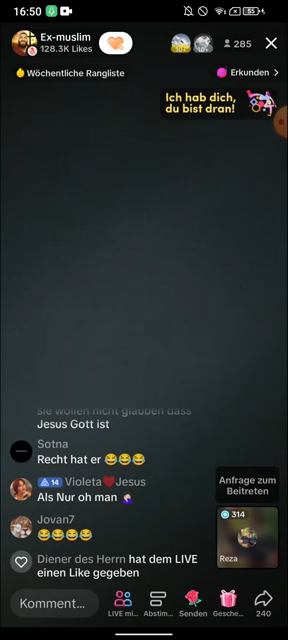 16:50
55
Ex-muslim
128.3K Likes
285
Wöchentliche Rangliste
Erkunden
Ich hab dich,
du bist dran!
sie wollen nicht glauben dass
Jesus Gott ist
Sotna
Recht hat er 😂😂😂
14 Violeta❤️Jesus
Als Nur oh man 🤦🏻‍♀️
Jovan7
😂😂😂😂
Diener des Herrn hat dem LIVE
einen Like gegeben
Anfrage zum
Beitreten
314
Reza
Komment...
LIVE mi...
Abstim...
Senden
Gesche...
240